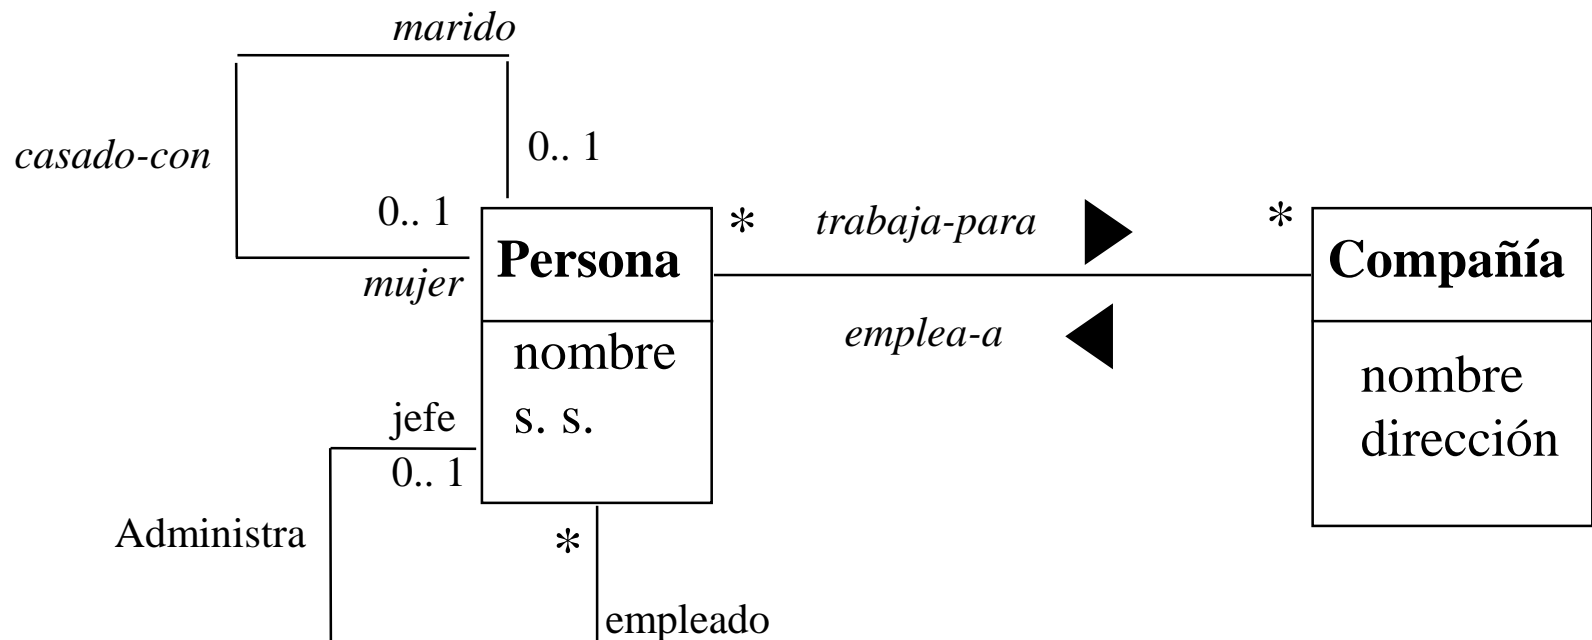 marido
casado-con
0.. 1
0.. 1
mujer
Persona
nombre
s. s.
*
trabaja-para
*
emplea-a
Compañía
nombre
dirección
jefe
0.. 1
Administra
*
empleado